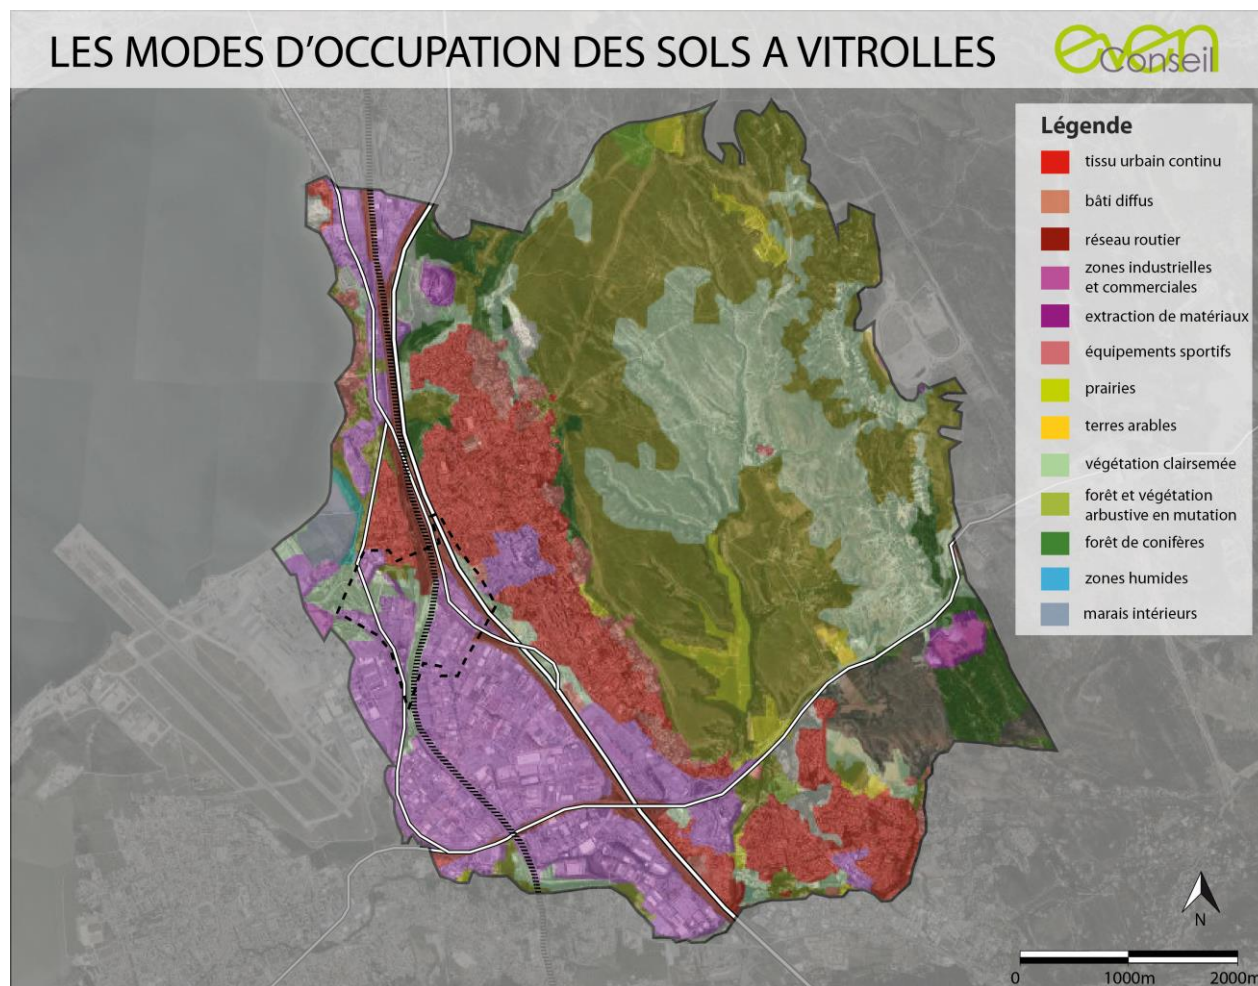 LES MODES D'OCCUPATION DES SOLS A VITROLLES
even
Conseil
Légende
tissu urbain continu
bâti diffus
réseau routier
zones industrielles
et commerciales
extraction de matériaux
équipements sportifs
prairies
terres arables
végétation clairsemée
forêt et végétation
arbustive en mutation
forêt de conifères
zones humides
marais intérieurs
N
0 1000m 2000m